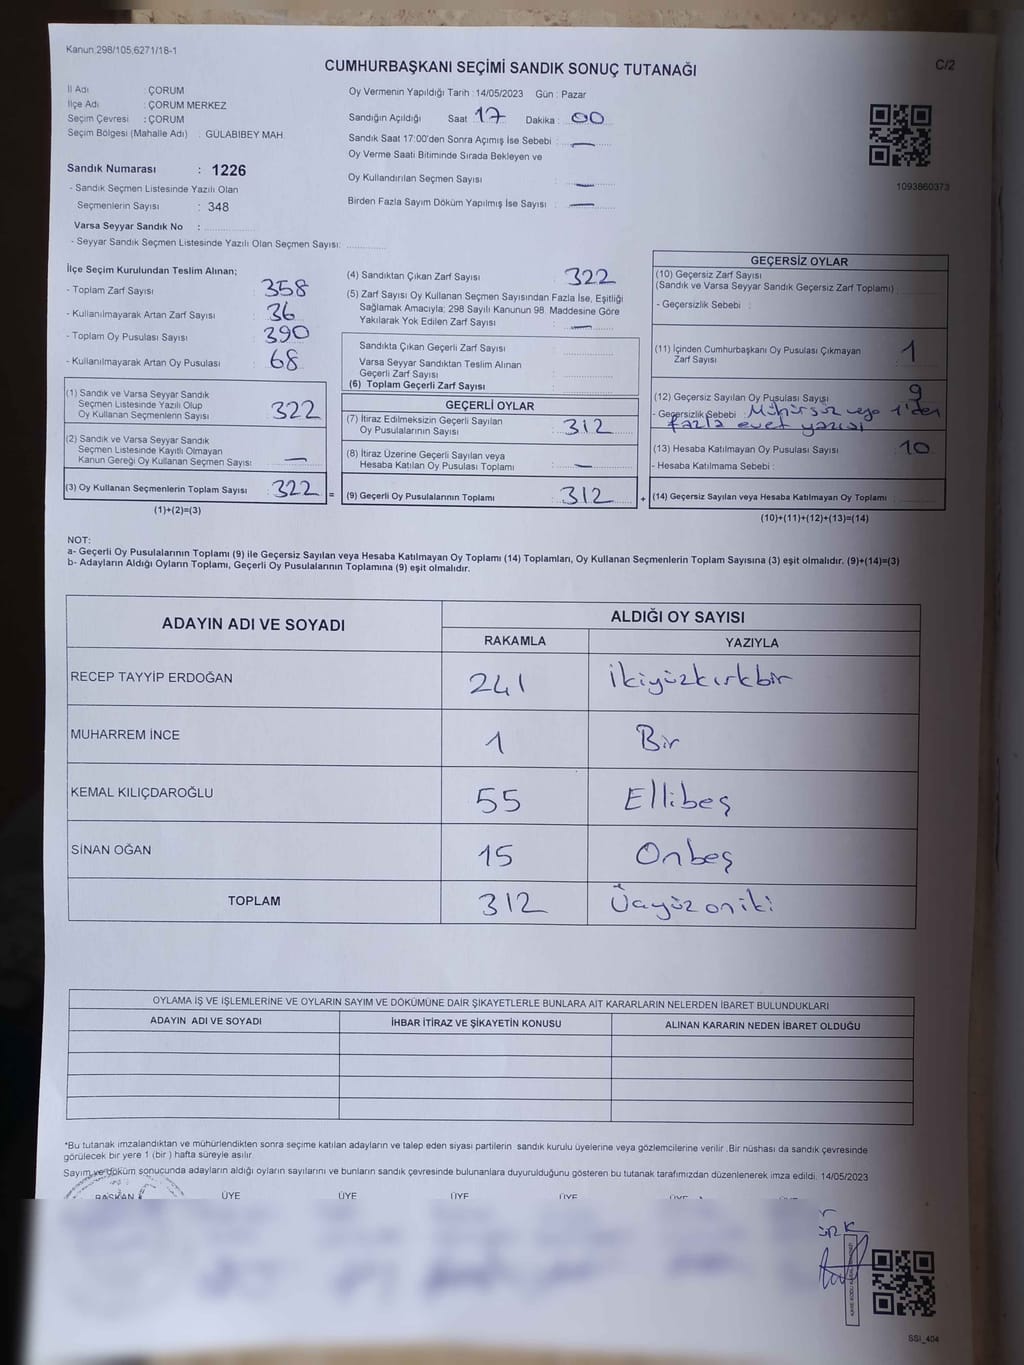 Kanun.298/105,6271/18-1
CUMHURBAŞKANI SEÇİMİ SANDIK SONUÇ TUTANAĞI
C/2
İl Adı : ÇORUM
İlçe Adı : ÇORUM MERKEZ
Seçim Çevresi : ÇORUM
Seçim Bölgesi (Mahalle Adı) : GÜLABİBEY MAH.
Sandık Numarası : 1226
- Sandık Seçmen Listesinde Yazılı Olan
Seçmenlerin Sayısı : 348
Varsa Seyyar Sandık No :
- Seyyar Sandık Seçmen Listesinde Yazılı Olan Seçmen Sayısı:
Oy Vermenin Yapıldığı Tarih : 14/05/2023 Gün : Pazar
Sandığın Açıldığı Saat 17 Dakika : 00
Sandık Saat 17:00'den Sonra Açımış İse Sebebi : —
Oy Verme Saati Bitiminde Sırada Bekleyen ve
Oy Kullandırılan Seçmen Sayısı : —
Birden Fazla Sayım Döküm Yapılmış İse Sayısı : —
1093860373
İlçe Seçim Kurulundan Teslim Alınan;
- Toplam Zarf Sayısı : 358
- Kullanılmayarak Artan Zarf Sayısı : 36
- Toplam Oy Pusulası Sayısı : 390
- Kullanılmayarak Artan Oy Pusulası : 68
(1) Sandık ve Varsa Seyyar Sandık
Seçmen Listesinde Yazılı Olup
Oy Kullanan Seçmenlerin Sayısı : 322
(2) Sandık ve Varsa Seyyar Sandık
Seçmen Listesinde Kayıtlı Olmayan
Kanun Gereği Oy Kullanan Seçmen Sayısı : —
(3) Oy Kullanan Seçmenlerin Toplam Sayısı : 322 =
(1)+(2)=(3)
(4) Sandıktan Çıkan Zarf Sayısı : 322
(5) Zarf Sayısı Oy Kullanan Seçmen Sayısından Fazla İse, Eşitliği
Sağlamak Amacıyla; 298 Sayılı Kanunun 98. Maddesine Göre
Yakılarak Yok Edilen Zarf Sayısı : —
Sandıkta Çıkan Geçerli Zarf Sayısı :
Varsa Seyyar Sandıktan Teslim Alınan
Geçerli Zarf Sayısı :
(6) Toplam Geçerli Zarf Sayısı :
GEÇERLİ OYLAR
(7) İtiraz Edilmeksizin Geçerli Sayılan
Oy Pusulalarının Sayısı : 312
(8) İtiraz Üzerine Geçerli Sayılan veya
Hesaba Katılan Oy Pusulası Toplamı : —
(9) Geçerli Oy Pusulalarının Toplamı : 312 +
GEÇERSİZ OYLAR
(10) Geçersiz Zarf Sayısı
(Sandık ve Varsa Seyyar Sandık Geçersiz Zarf Toplamı) :
- Geçersizlik Sebebi :
(11) İçinden Cumhurbaşkanı Oy Pusulası Çıkmayan
Zarf Sayısı : 1
(12) Geçersiz Sayılan Oy Pusulası Sayısı : 9
- Geçersizlik Sebebi : Mühürsüz veya 1'den
fazla evet yazısı
(13) Hesaba Katılmayan Oy Pusulası Sayısı : 10
- Hesaba Katılmama Sebebi :
(14) Geçersiz Sayılan veya Hesaba Katılmayan Oy Toplamı :
(10)+(11)+(12)+(13)=(14)
NOT:
a- Geçerli Oy Pusulalarının Toplamı (9) ile Geçersiz Sayılan veya Hesaba Katılmayan Oy Toplamı (14) Toplamları, Oy Kullanan Seçmenlerin Toplam Sayısına (3) eşit olmalıdır. (9)+(14)=(3)
b- Adayların Aldığı Oyların Toplamı, Geçerli Oy Pusulalarının Toplamına (9) eşit olmalıdır.
ADAYIN ADI VE SOYADI ALDIĞI OY SAYISI
RAKAMLA YAZIYLA
RECEP TAYYİP ERDOĞAN 241 İkiyüzkırkbir
MUHARREM İNCE 1 Bir
KEMAL KILIÇDAROĞLU 55 Ellibeş
SİNAN OĞAN 15 Onbeş
TOPLAM 312 Üçyüzoniki
OYLAMA İŞ VE İŞLEMLERİNE VE OYLARIN SAYIM VE DÖKÜMÜNE DAİR ŞİKAYETLERLE BUNLARA AİT KARARLARIN NELERDEN İBARET BULUNDUKLARI
ADAYIN ADI VE SOYADI İHBAR İTİRAZ VE ŞİKAYETİN KONUSU ALINAN KARARIN NEDEN İBARET OLDUĞU
*Bu tutanak imzalandıktan ve mühürlendikten sonra seçime katılan adayların ve talep eden siyasi partilerin sandık kurulu üyelerine veya gözlemcilerine verilir. Bir nüshası da sandık çevresinde
görülecek bir yere 1 (bir) hafta süreyle asılır.
Sayım ve döküm sonucunda adayların aldığı oyların sayılarını ve bunların sandık çevresinde bulunanlara duyurulduğunu gösteren bu tutanak tarafımızdan düzenlenerek imza edildi. 14/05/2023
BAŞKAN ÜYE ÜYE ÜYE ÜYE ÜYE ÜYE
SSI_404